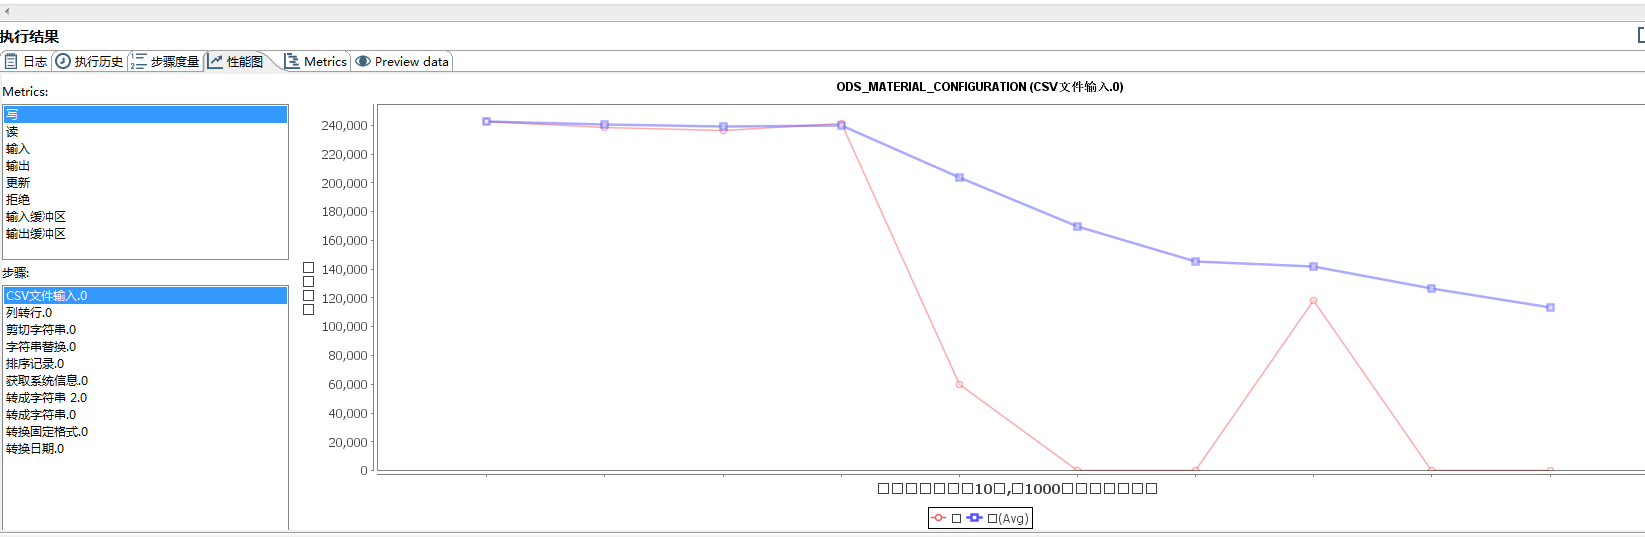 执行结果
日志 执行历史 步骤度量 性能图 Metrics Preview data
Metrics:
写
读
输入
输出
更新
拒绝
输入缓冲区
输出缓冲区
步骤:
CSV文件输入.0
列转行.0
剪切字符串.0
字符串替换.0
排序记录.0
获取系统信息.0
转成字符串 2.0
转成字符串.0
转换固定格式.0
转换日期.0
ODS_MATERIAL_CONFIGURATION (CSV文件输入.0)
240,000
220,000
200,000
180,000
160,000
140,000
120,000
100,000
80,000
60,000
40,000
20,000
0
□□□□
□□□□□□□10□,□1000□□□□□□□
□ □(Avg)